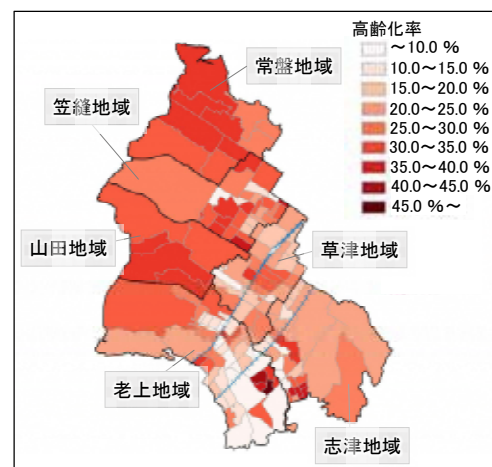 高齢化率
～10.0 %
10.0～15.0 %
15.0～20.0 %
20.0～25.0 %
25.0～30.0 %
30.0～35.0 %
35.0～40.0 %
40.0～45.0 %
45.0 %～
常盤地域
笠縫地域
山田地域
草津地域
老上地域
志津地域